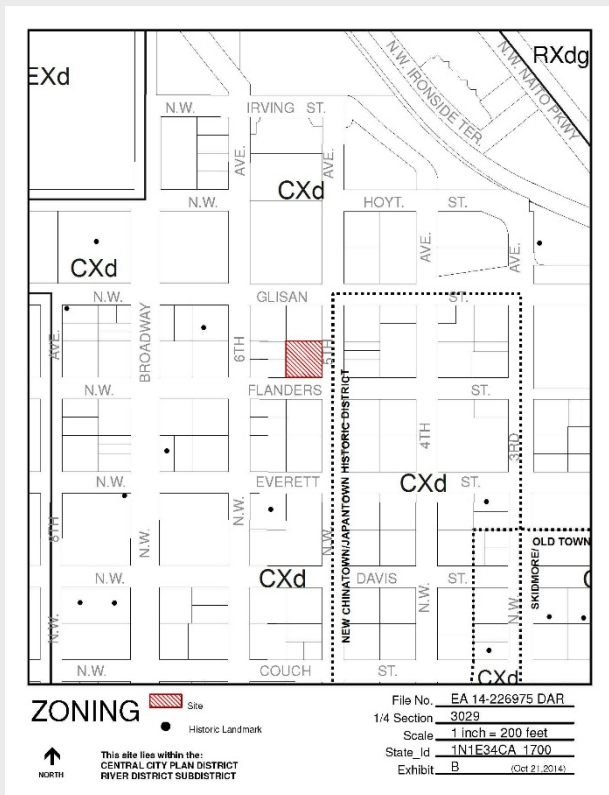 EXd
RXdg
N.W. NAITO PKWY
N.W. IRONSIDE TER.
N.W. IRVING ST.
AVE. AVE.
CXd
N.W. HOYT. ST.
CXd
AVE. AVE.
N.W. GLISAN ST.
AVE.
BROADWAY
6TH
5TH
N.W. FLANDERS ST.
NEW CHINATOWN/JAPANTOWN HISTORIC DISTRICT
4TH
3RD
N.W. EVERETT ST.
CXd
N.W.
N.W.
N.W.
SKIDMORE/ OLD TOWN
N.W. DAVIS ST.
CXd
N.W.
N.W.
N.W.
N.W. COUCH ST.
CXd
ZONING
Site
Historic Landmark
NORTH
This site lies within the:
CENTRAL CITY PLAN DISTRICT
RIVER DISTRICT SUBDISTRICT
File No. EA 14-226975 DAR
1/4 Section 3029
Scale 1 inch = 200 feet
State_Id 1N1E34CA 1700
Exhibit B (Oct 21,2014)